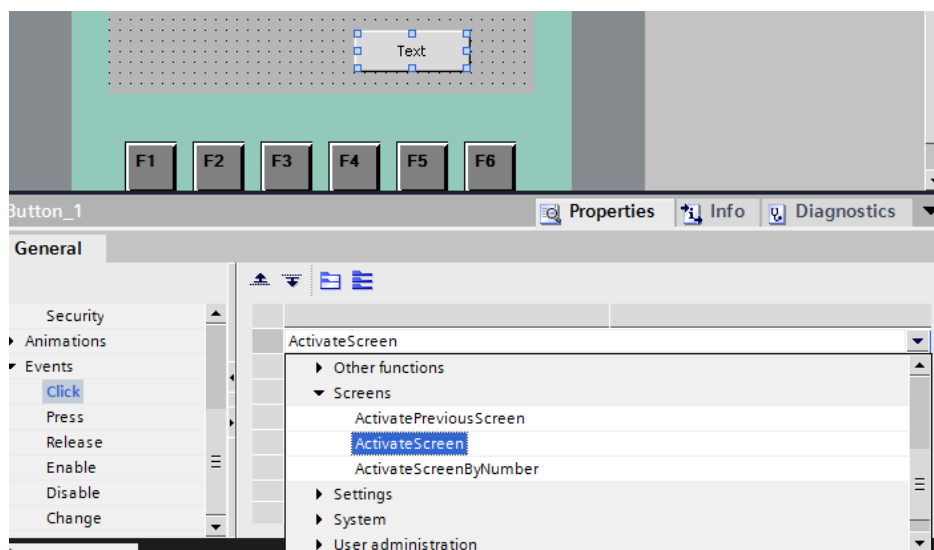 Text
F1 F2 F3 F4 F5 F6
Button_1
Properties Info Diagnostics
General
Security
Animations
Events
Click
Press
Release
Enable
Disable
Change
ActivateScreen
Other functions
Screens
ActivatePreviousScreen
ActivateScreen
ActivateScreenByNumber
Settings
System
User administration